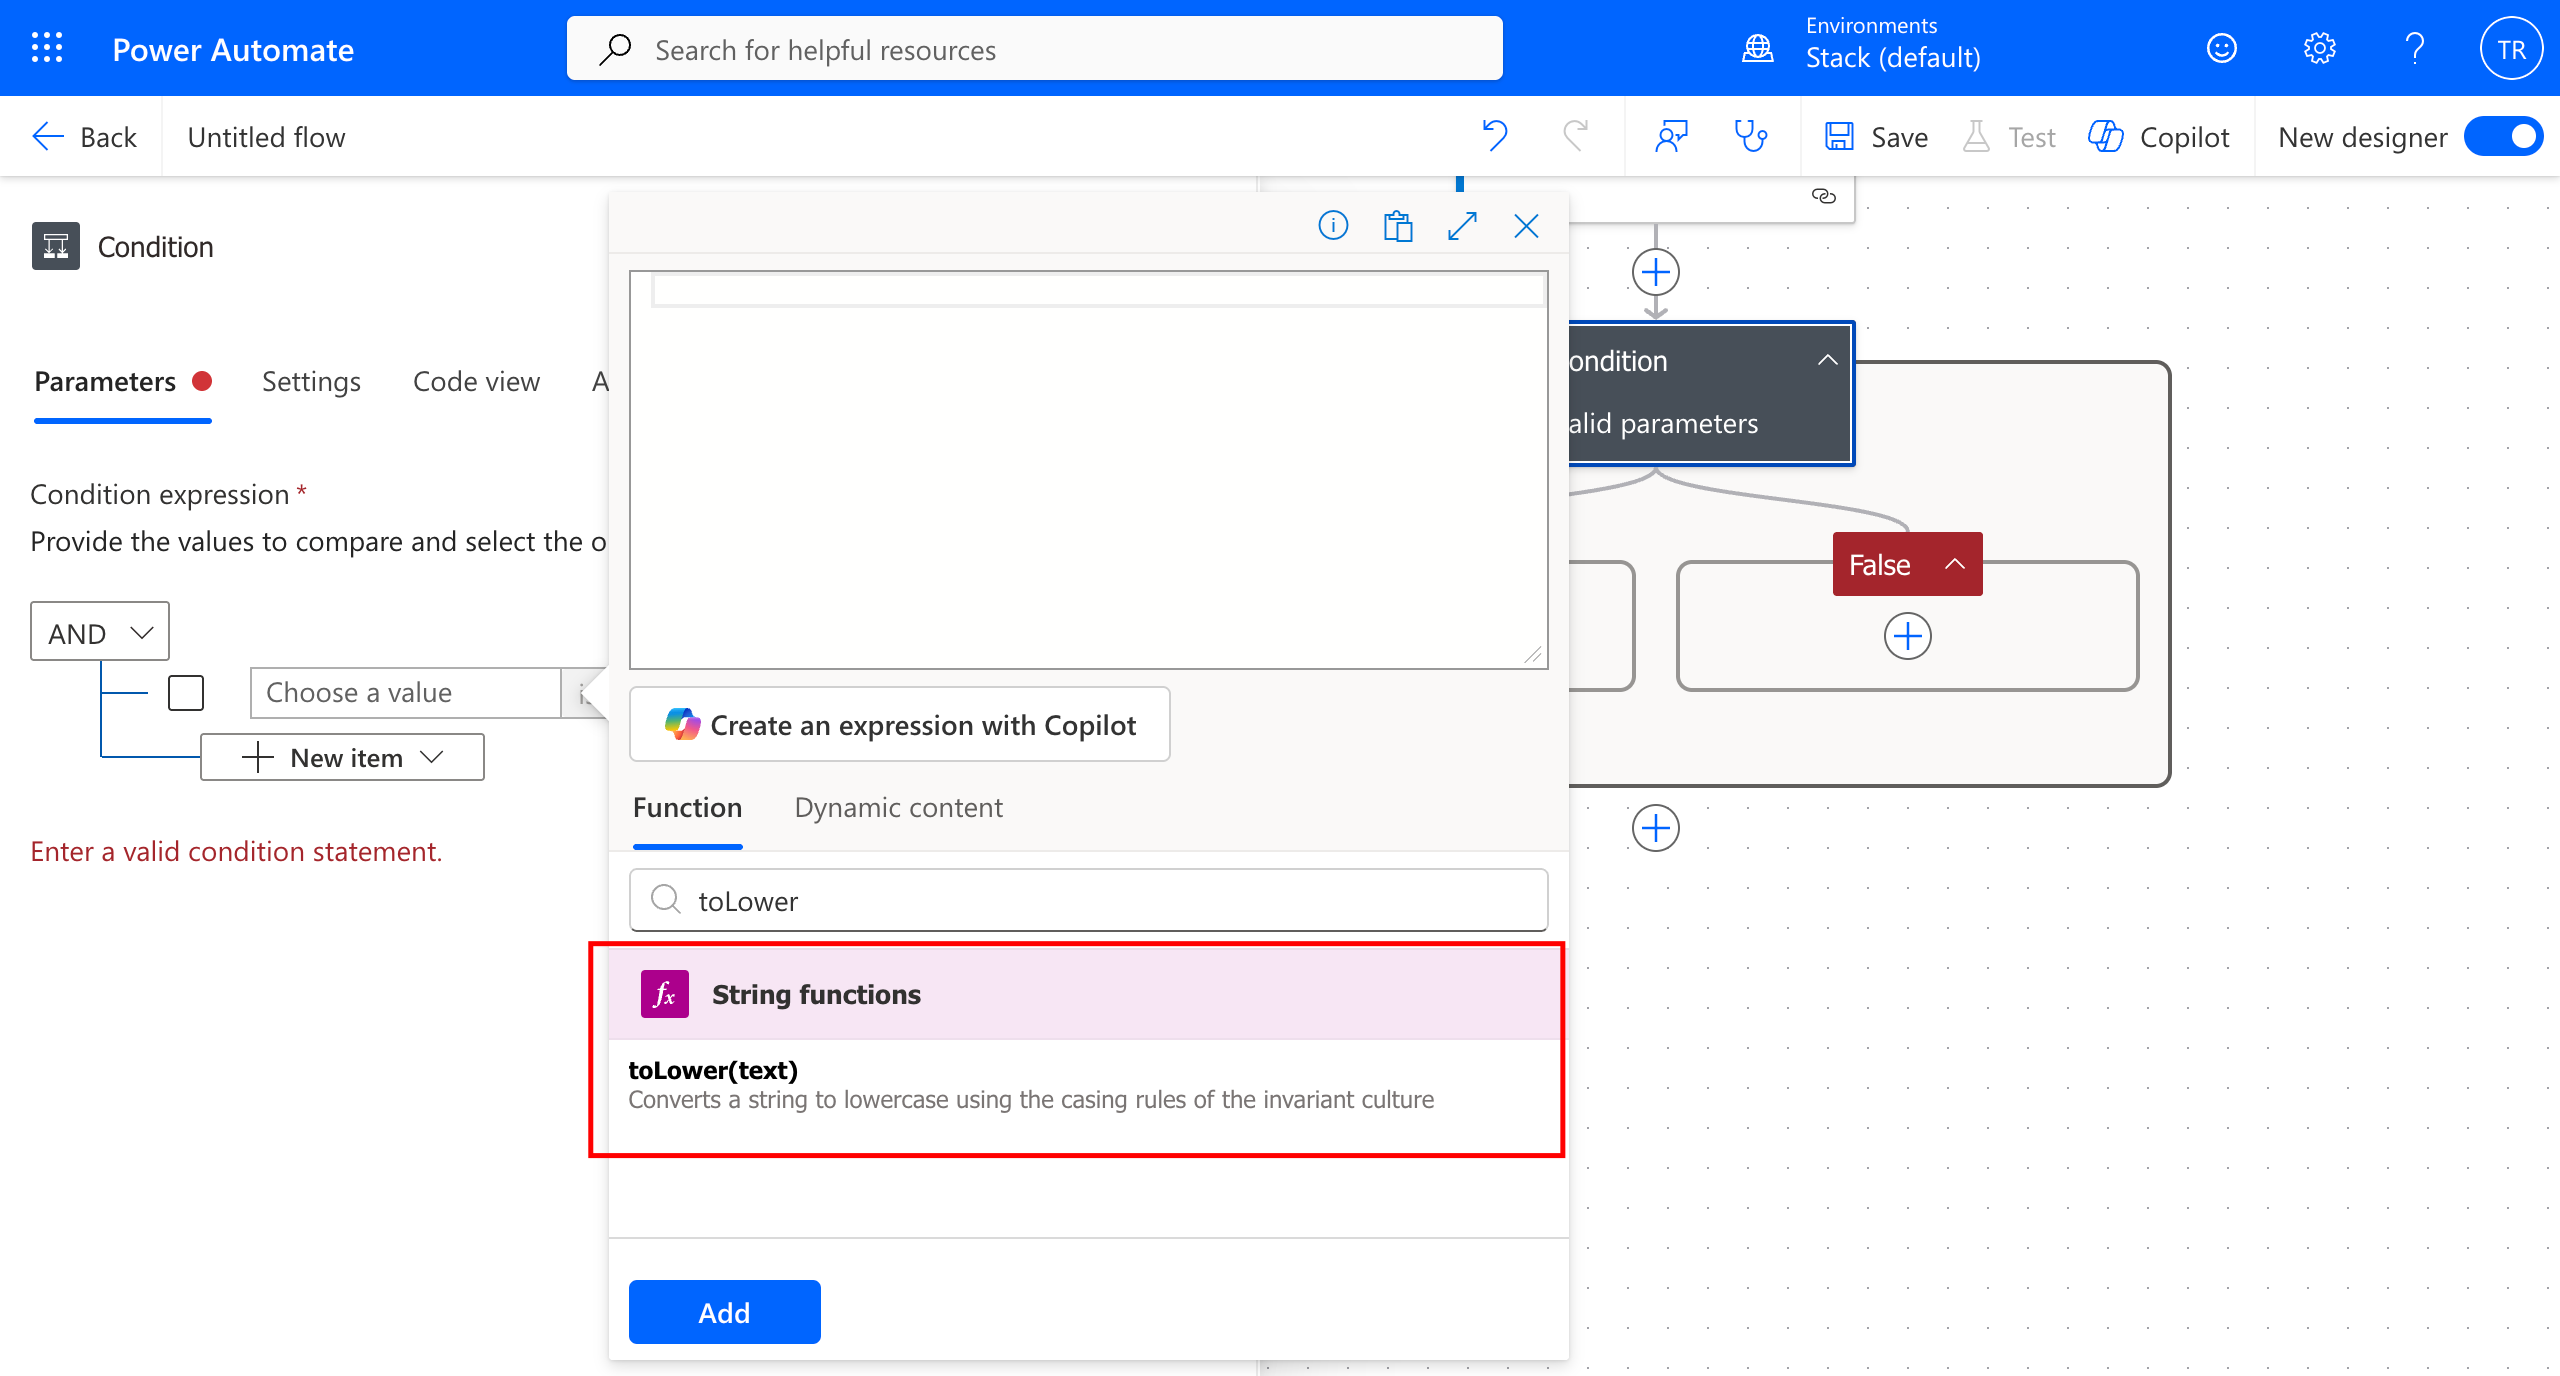 Power Automate
Search for helpful resources
Environments
Stack (default)
TR
Back
Untitled flow
Save
Test
Copilot
New designer
Condition
Parameters
Settings
Code view
A
Condition expression *
Provide the values to compare and select the o
AND
Choose a value
New item
Enter a valid condition statement.
Create an expression with Copilot
Function
Dynamic content
toLower
fx
String functions
toLower(text)
Converts a string to lowercase using the casing rules of the invariant culture
Add
ondition
alid parameters
False